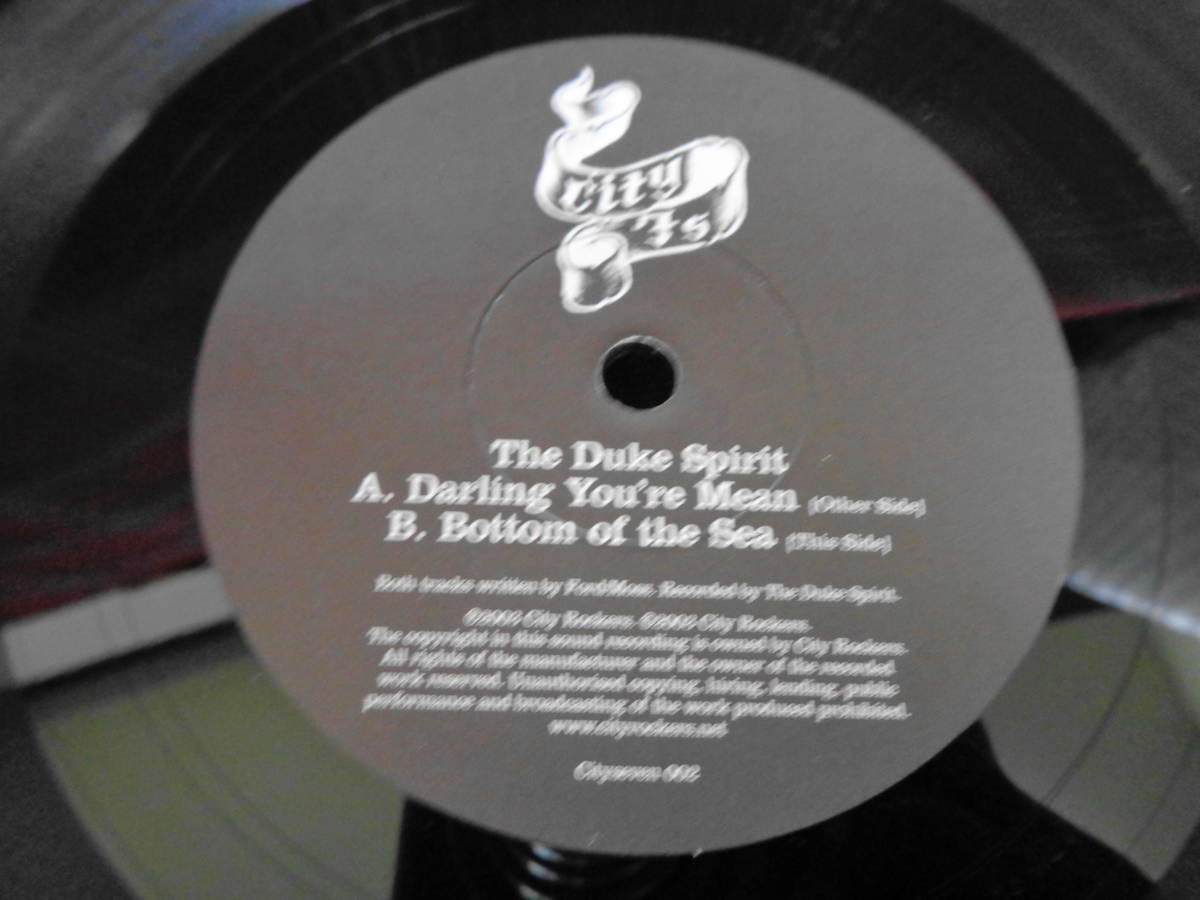 City
7s
The Duke Spirit
A. Darling You're Mean (Other Side)
B. Bottom of the Sea (This Side)
Both tracks written by Ford/Moss. Recorded by The Duke Spirit.
City Rockers. City Rockers.
The copyright in this sound recording is owned by City Rockers.
All rights of the manufacturer and the owner of the recorded
work reserved. Unauthorised copying, hiring, lending, public
performance and broadcasting of the work produced prohibited.
www.cityrockers.net
Cityseven 002